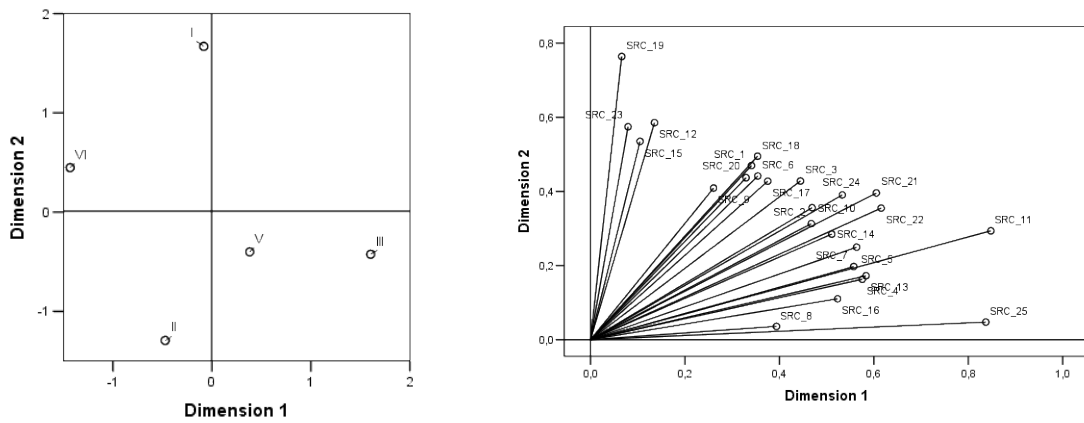 2
1
0
-1
-1
0
1
2
I
VI
V
III
II
Dimension 2
Dimension 1
0,8
0,6
0,4
0,2
0,0
0,0
0,2
0,4
0,6
0,8
1,0
SRC_19
SRC_23
SRC_12
SRC_15
SRC_18
SRC_1
SRC_20
SRC_6
SRC_3
SRC_24
SRC_21
SRC_9
SRC_17
SRC_2
SRC_10
SRC_22
SRC_11
SRC_14
SRC_7
SRC_5
SRC_13
SRC_4
SRC_16
SRC_8
SRC_25
Dimension 2
Dimension 1